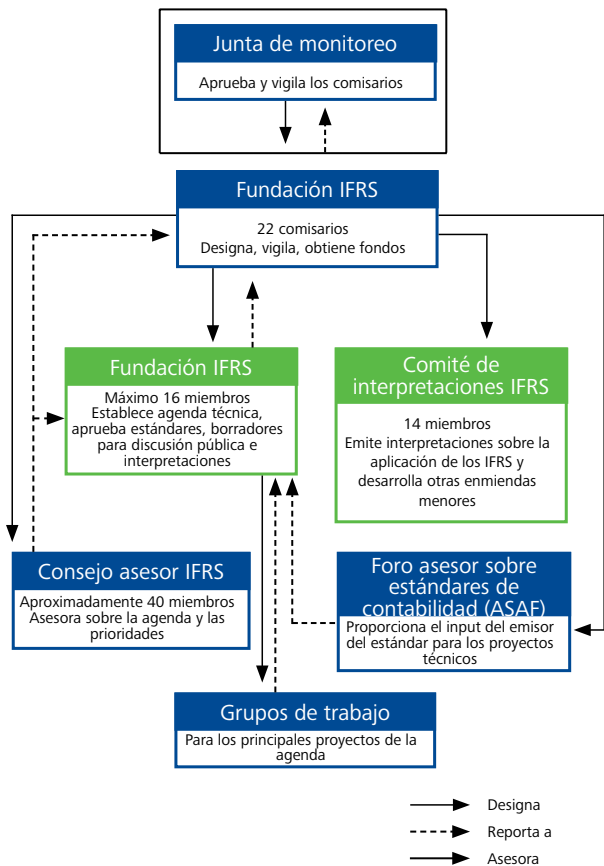 Junta de monitoreo
Aprueba y vigila los comisarios
Fundación IFRS
22 comisarios
Designa, vigila, obtiene fondos
Fundación IFRS
Máximo 16 miembros
Establece agenda técnica,
aprueba estándares, borradores
para discusión pública e
interpretaciones
Comité de
interpretaciones IFRS
14 miembros
Emite interpretaciones sobre la
aplicación de los IFRS y
desarrolla otras enmiendas
menores
Consejo asesor IFRS
Aproximadamente 40 miembros
Asesora sobre la agenda y las
prioridades
Foro asesor sobre
estándares de
contabilidad (ASAF)
Proporciona el input del emisor
del estándar para los proyectos
técnicos
Grupos de trabajo
Para los principales proyectos de la
agenda
Designa
Reporta a
Asesora